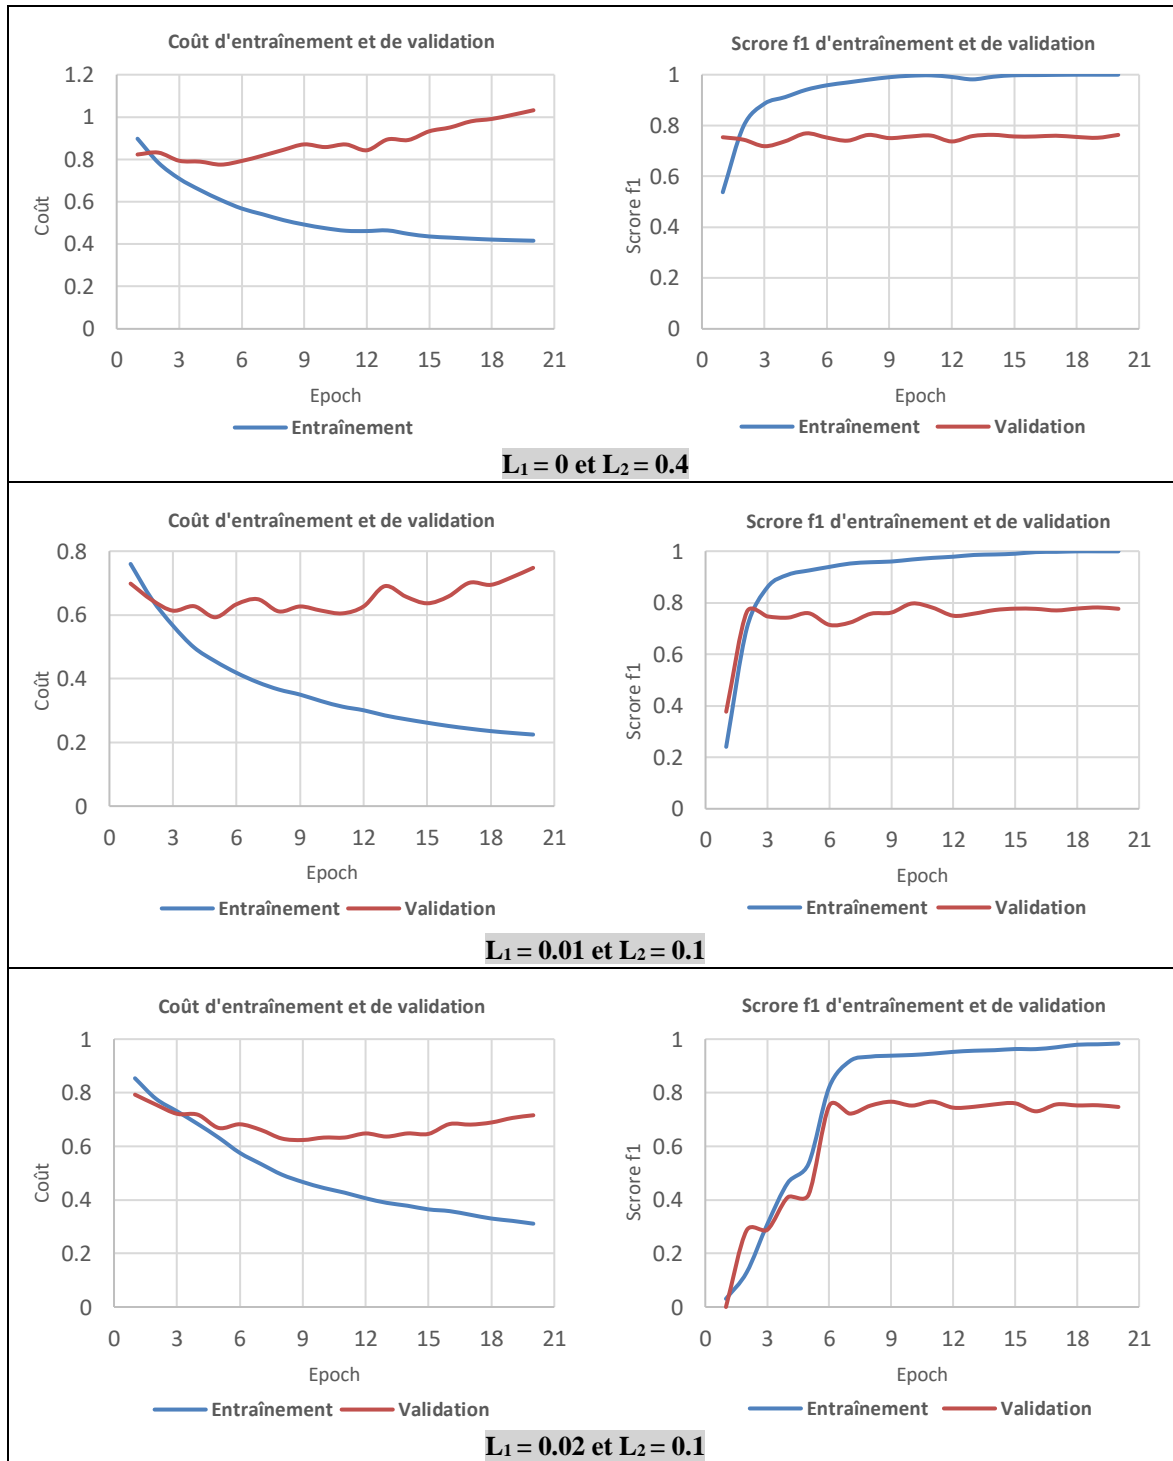 Coût d'entraînement et de validation
1.2
1
0.8
0.6
0.4
0.2
0
Coût
0 3 6 9 12 15 18 21
Epoch
Entraînement
Scrore f1 d'entraînement et de validation
1
0.8
0.6
0.4
0.2
0
Scrore f1
0 3 6 9 12 15 18 21
Epoch
Entraînement Validation
L₁ = 0 et L₂ = 0.4
Coût d'entraînement et de validation
0.8
0.6
0.4
0.2
0
Coût
0 3 6 9 12 15 18 21
Epoch
Entraînement Validation
Scrore f1 d'entraînement et de validation
1
0.8
0.6
0.4
0.2
0
Scrore f1
0 3 6 9 12 15 18 21
Epoch
Entraînement Validation
L₁ = 0.01 et L₂ = 0.1
Coût d'entraînement et de validation
1
0.8
0.6
0.4
0.2
0
Coût
0 3 6 9 12 15 18 21
Epoch
Entraînement Validation
Scrore f1 d'entraînement et de validation
1
0.8
0.6
0.4
0.2
0
Scrore f1
0 3 6 9 12 15 18 21
Epoch
Entraînement Validation
L₁ = 0.02 et L₂ = 0.1